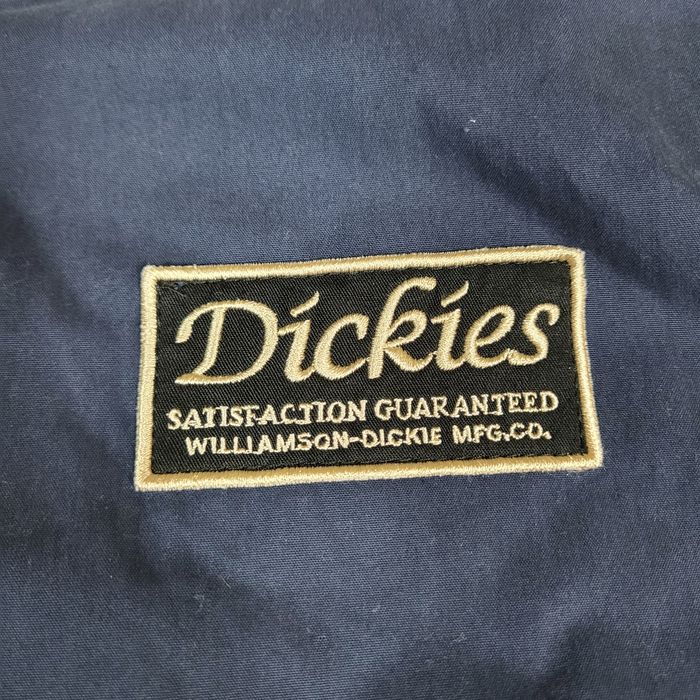 Dickies
SATISFACTION GUARANTEED
WILLIAMSON-DICKIE MFG.CO.